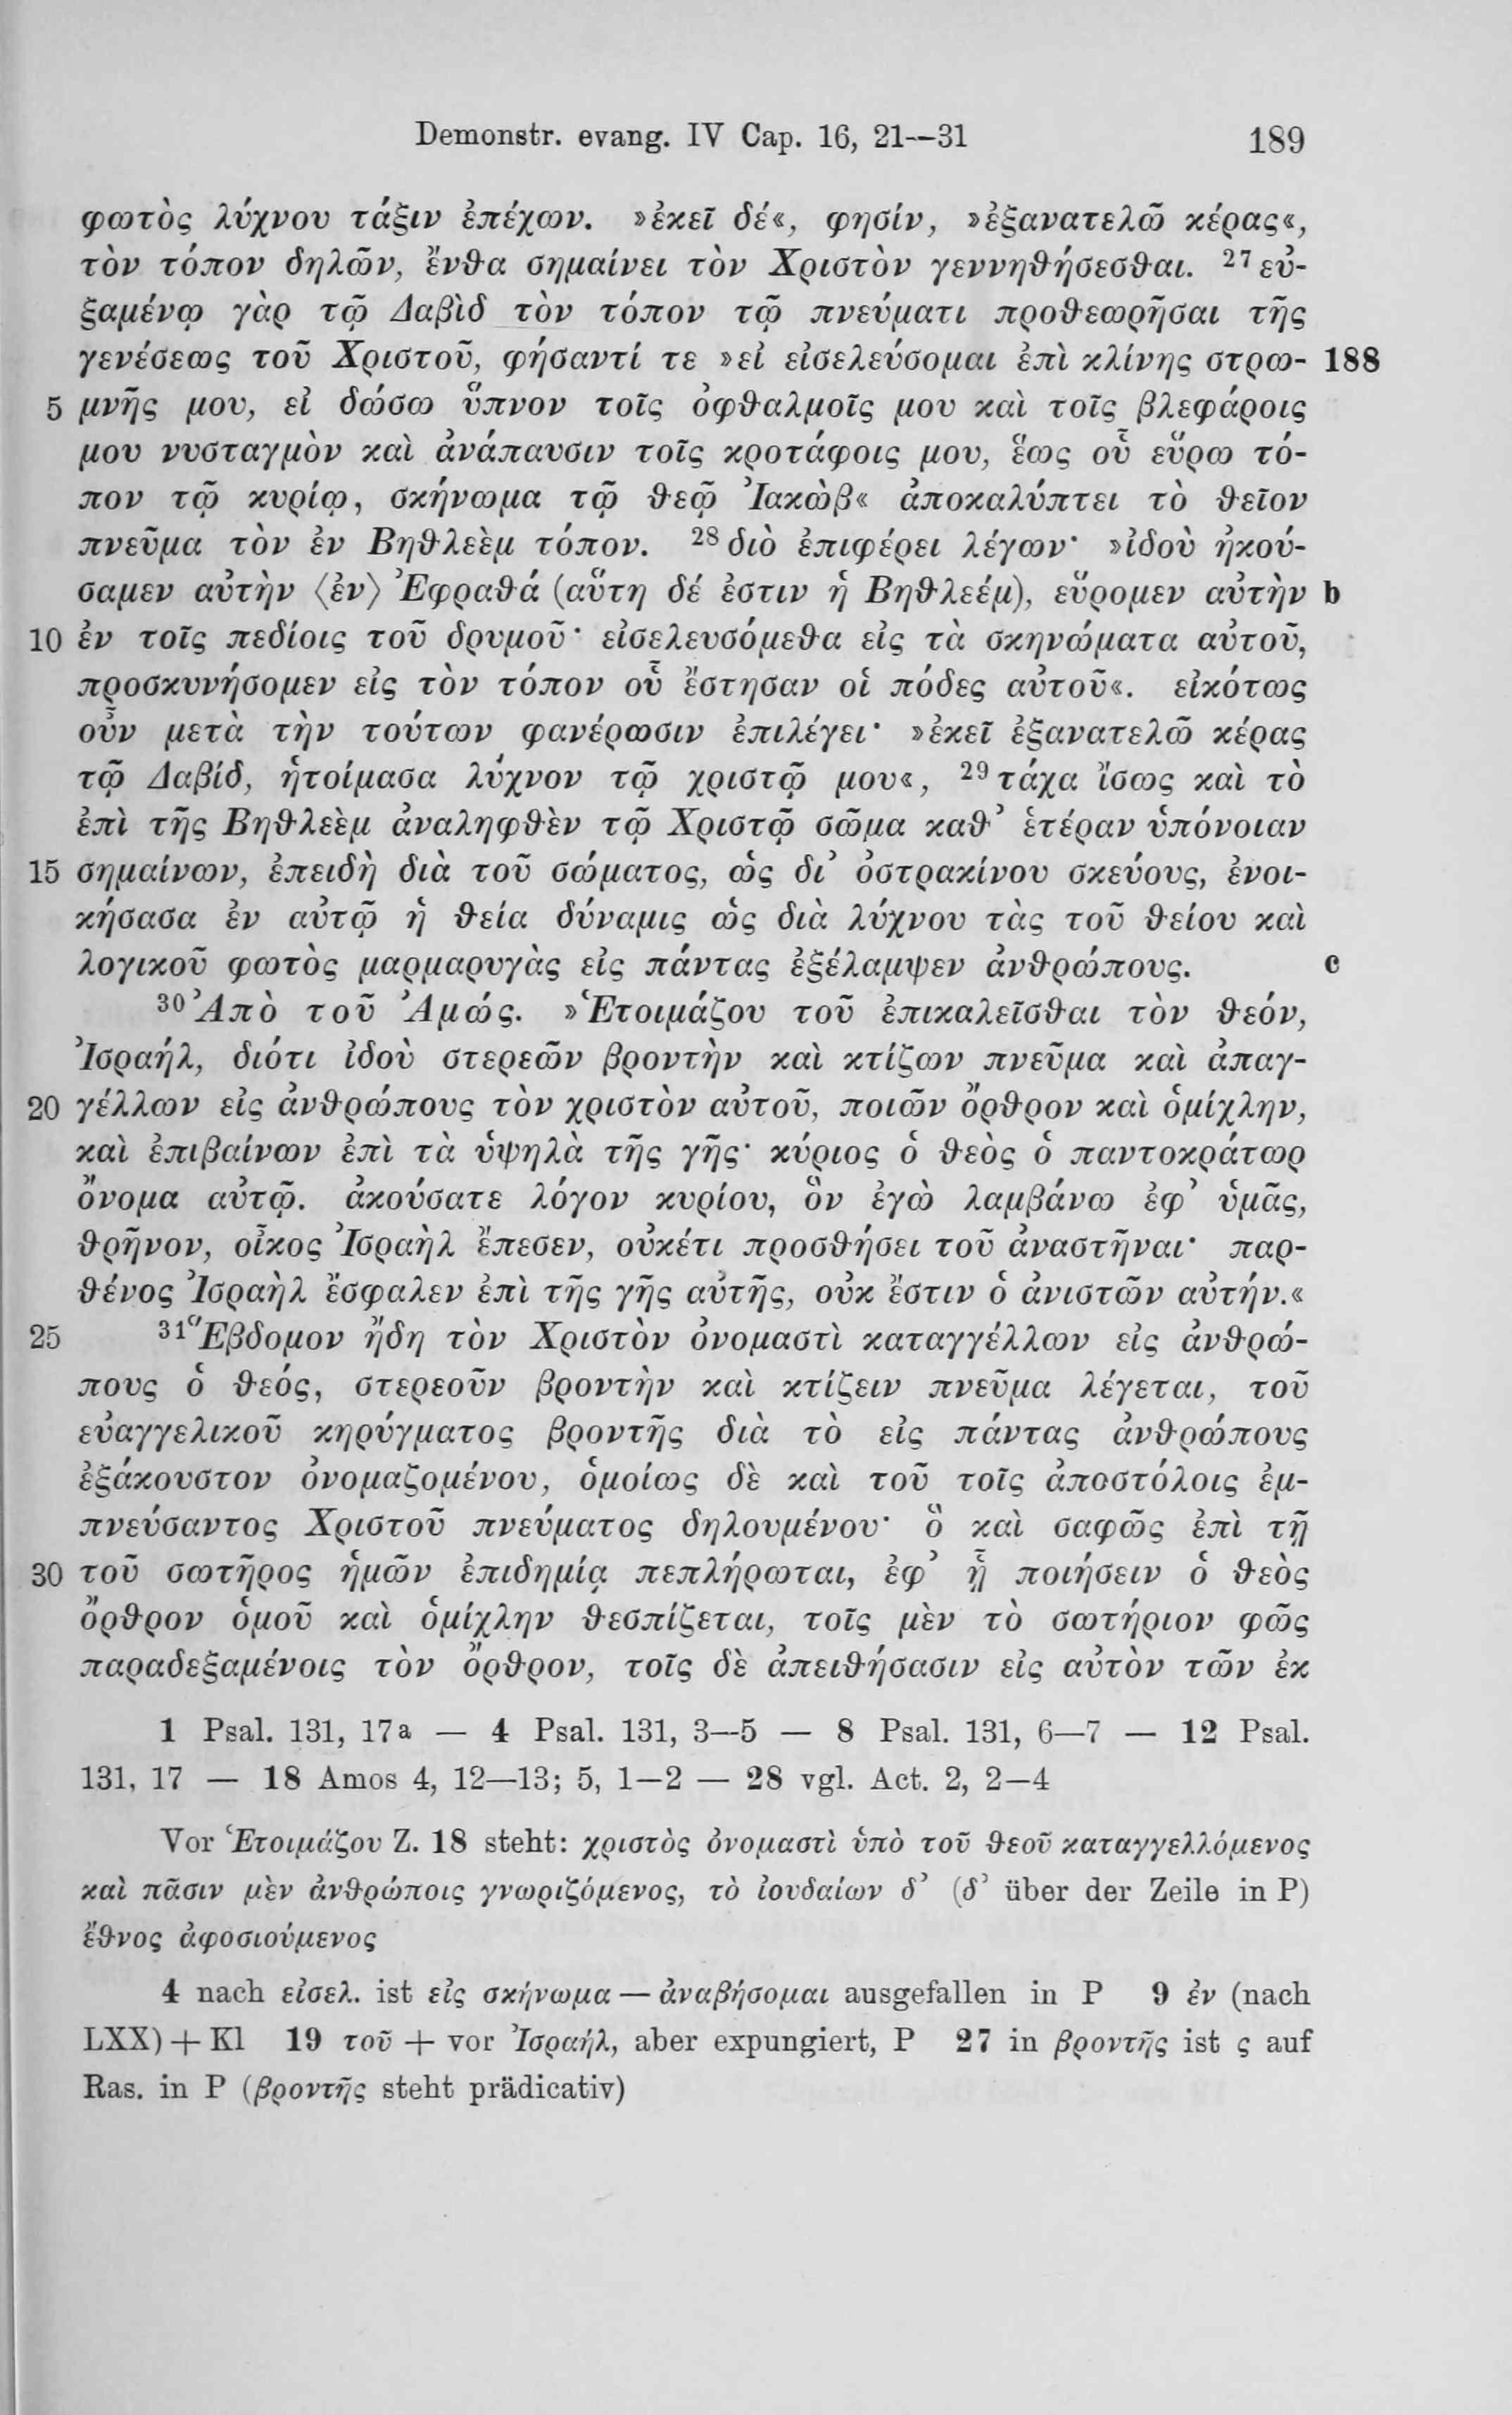 Demonstr. evang. IV Cap. 16, 21—31 189
φωτὸς λύχνου τάξιν ἐπέχων. »ἐκεῖ δέ«, φησίν, »ἐξανατελῶ κέρας«,
τὸν τόπον δηλῶν, ἔνθα σημαίνει τὸν Χριστὸν γεννηθήσεσθαι. ²⁷ εὐ-
ξαμένῳ γὰρ τῷ Δαβὶδ τὸν τόπον τῷ πνεύματι προθεωρῆσαι τῆς
γενέσεως τοῦ Χριστοῦ, φήσαντί τε »εἰ εἰσελεύσομαι ἐπὶ κλίνης στρω- 188
5 μνῆς μου, εἰ δώσω ὕπνον τοῖς ὀφθαλμοῖς μου καὶ τοῖς βλεφάροις
μου νυσταγμὸν καὶ ἀνάπαυσιν τοῖς κροτάφοις μου, ἕως οὗ εὕρω τό-
πον τῷ κυρίῳ, σκήνωμα τῷ θεῷ Ἰακὼβ« ἀποκαλύπτει τὸ θεῖον
πνεῦμα τὸν ἐν Βηθλεὲμ τόπον. ²⁸ διὸ ἐπιφέρει λέγων· »ἰδοὺ ἠκού-
σαμεν αὐτὴν ⟨ἐν⟩ Ἐφραθά (αὕτη δέ ἐστιν ἡ Βηθλεέμ), εὕρομεν αὐτὴν b
10 ἐν τοῖς πεδίοις τοῦ δρυμοῦ· εἰσελευσόμεθα εἰς τὰ σκηνώματα αὐτοῦ,
προσκυνήσομεν εἰς τὸν τόπον οὗ ἔστησαν οἱ πόδες αὐτοῦ«. εἰκότως
οὖν μετὰ τὴν τούτων φανέρωσιν ἐπιλέγει· »ἐκεῖ ἐξανατελῶ κέρας
τῷ Δαβίδ, ἡτοίμασα λύχνον τῷ χριστῷ μου«, ²⁹ τάχα ἴσως καὶ τὸ
ἐπὶ τῆς Βηθλεὲμ ἀναληφθὲν τῷ Χριστῷ σῶμα καθ’ ἑτέραν ὑπόνοιαν
15 σημαίνων, ἐπειδὴ διὰ τοῦ σώματος, ὡς δι’ ὀστρακίνου σκεύους, ἐνοι-
κήσασα ἐν αὐτῷ ἡ θεία δύναμις ὡς διὰ λύχνου τὰς τοῦ θείου καὶ
λογικοῦ φωτὸς μαρμαρυγὰς εἰς πάντας ἐξέλαμψεν ἀνθρώπους. c
³⁰ Ἀπὸ τοῦ Ἀμώς. »Ἑτοιμάζου τοῦ ἐπικαλεῖσθαι τὸν θεόν,
Ἰσραήλ, διότι ἰδοὺ στερεῶν βροντὴν καὶ κτίζων πνεῦμα καὶ ἀπαγ-
20 γέλλων εἰς ἀνθρώπους τὸν χριστὸν αὐτοῦ, ποιῶν ὄρθρον καὶ ὁμίχλην,
καὶ ἐπιβαίνων ἐπὶ τὰ ὑψηλὰ τῆς γῆς· κύριος ὁ θεὸς ὁ παντοκράτωρ
ὄνομα αὐτῷ. ἀκούσατε λόγον κυρίου, ὃν ἐγὼ λαμβάνω ἐφ’ ὑμᾶς,
θρῆνον, οἶκος Ἰσραὴλ ἔπεσεν, οὐκέτι προσθήσει τοῦ ἀναστῆναι· παρ-
θένος Ἰσραὴλ ἔσφαλεν ἐπὶ τῆς γῆς αὐτῆς, οὐκ ἔστιν ὁ ἀνιστῶν αὐτήν.«
25 ³¹ Ἕβδομον ἤδη τὸν Χριστὸν ὀνομαστὶ καταγγέλλων εἰς ἀνθρώ-
πους ὁ θεός, στερεοῦν βροντὴν καὶ κτίζειν πνεῦμα λέγεται, τοῦ
εὐαγγελικοῦ κηρύγματος βροντῆς διὰ τὸ εἰς πάντας ἀνθρώπους
ἐξάκουστον ὀνομαζομένου, ὁμοίως δὲ καὶ τοῦ τοῖς ἀποστόλοις ἐμ-
πνεύσαντος Χριστοῦ πνεύματος δηλουμένου· ὃ καὶ σαφῶς ἐπὶ τῇ
30 τοῦ σωτῆρος ἡμῶν ἐπιδημίᾳ πεπλήρωται, ἐφ’ ᾗ ποιήσειν ὁ θεὸς
ὄρθρον ὁμοῦ καὶ ὁμίχλην θεσπίζεται, τοῖς μὲν τὸ σωτήριον φῶς
παραδεξαμένοις τὸν ὄρθρον, τοῖς δὲ ἀπειθήσασιν εἰς αὐτὸν τῶν ἐκ
1 Psal. 131, 17a — 4 Psal. 131, 3—5 — 8 Psal. 131, 6—7 — 12 Psal.
131, 17 — 18 Amos 4, 12—13; 5, 1—2 — 28 vgl. Act. 2, 2—4
Vor Ἑτοιμάζου Z. 18 steht: χριστὸς ὀνομαστὶ ὑπὸ τοῦ θεοῦ καταγγελλόμενος
καὶ πᾶσιν μὲν ἀνθρώποις γνωριζόμενος, τὸ ἰουδαίων δ’ (δ’ über der Zeile in P)
ἔθνος ἀφοσιούμενος
4 nach εἰσελ. ist εἰς σκήνωμα — ἀναβήσομαι ausgefallen in P 9 ἐν (nach
LXX) + Kl 19 τοῦ + vor Ἰσραήλ, aber expungiert, P 27 in βροντῆς ist ς auf
Ras. in P (βροντῆς steht prädicativ)